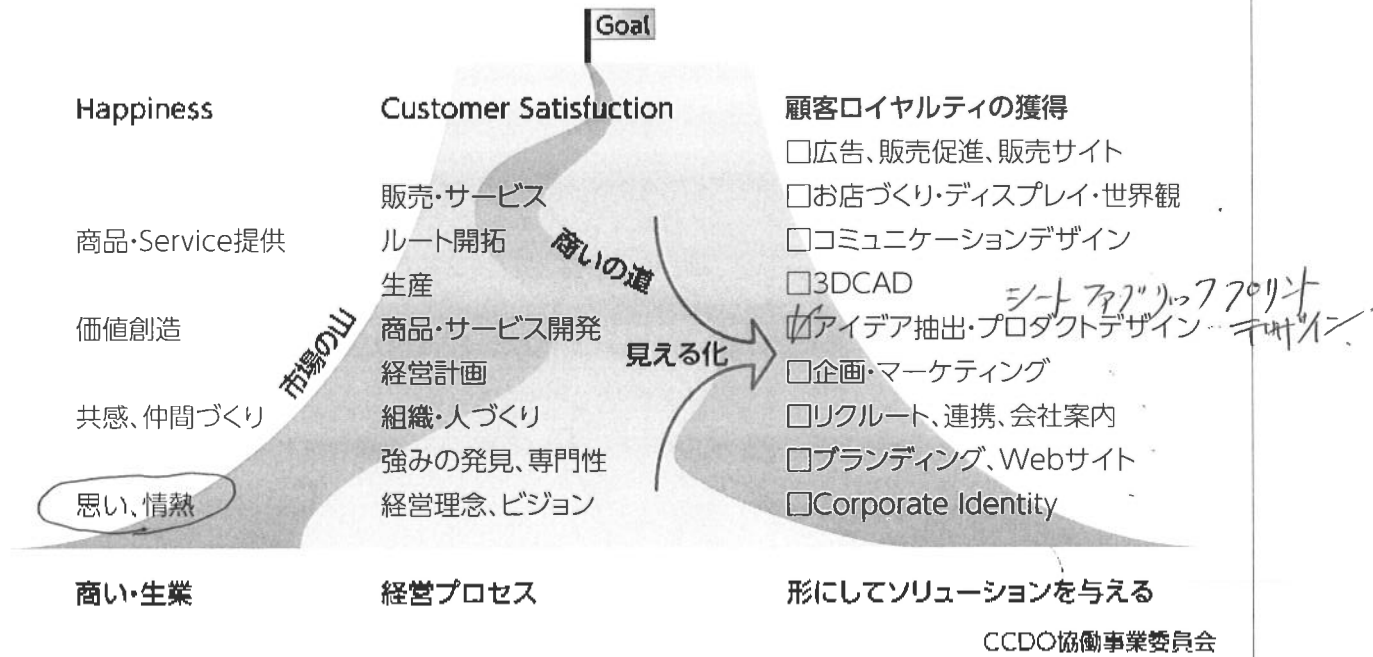 Goal
Happiness
Customer Satisfuction
顧客ロイヤルティの獲得
□広告、販売促進、販売サイト
販売・サービス
□お店づくり・ディスプレイ・世界観
商品・Service提供
ルート開拓
商いの道
□コミュニケーションデザイン
生産
□3DCAD
シートファブリックプリント
デザイン
価値創造
市場の山
商品・サービス開発
見える化
☑アイデア抽出・プロダクトデザイン
経営計画
□企画・マーケティング
共感、仲間づくり
組織・人づくり
□リクルート、連携、会社案内
強みの発見、専門性
□ブランディング、Webサイト
思い、情熱
経営理念、ビジョン
□Corporate Identity
商い・生業
経営プロセス
形にしてソリューションを与える
CCDO協働事業委員会